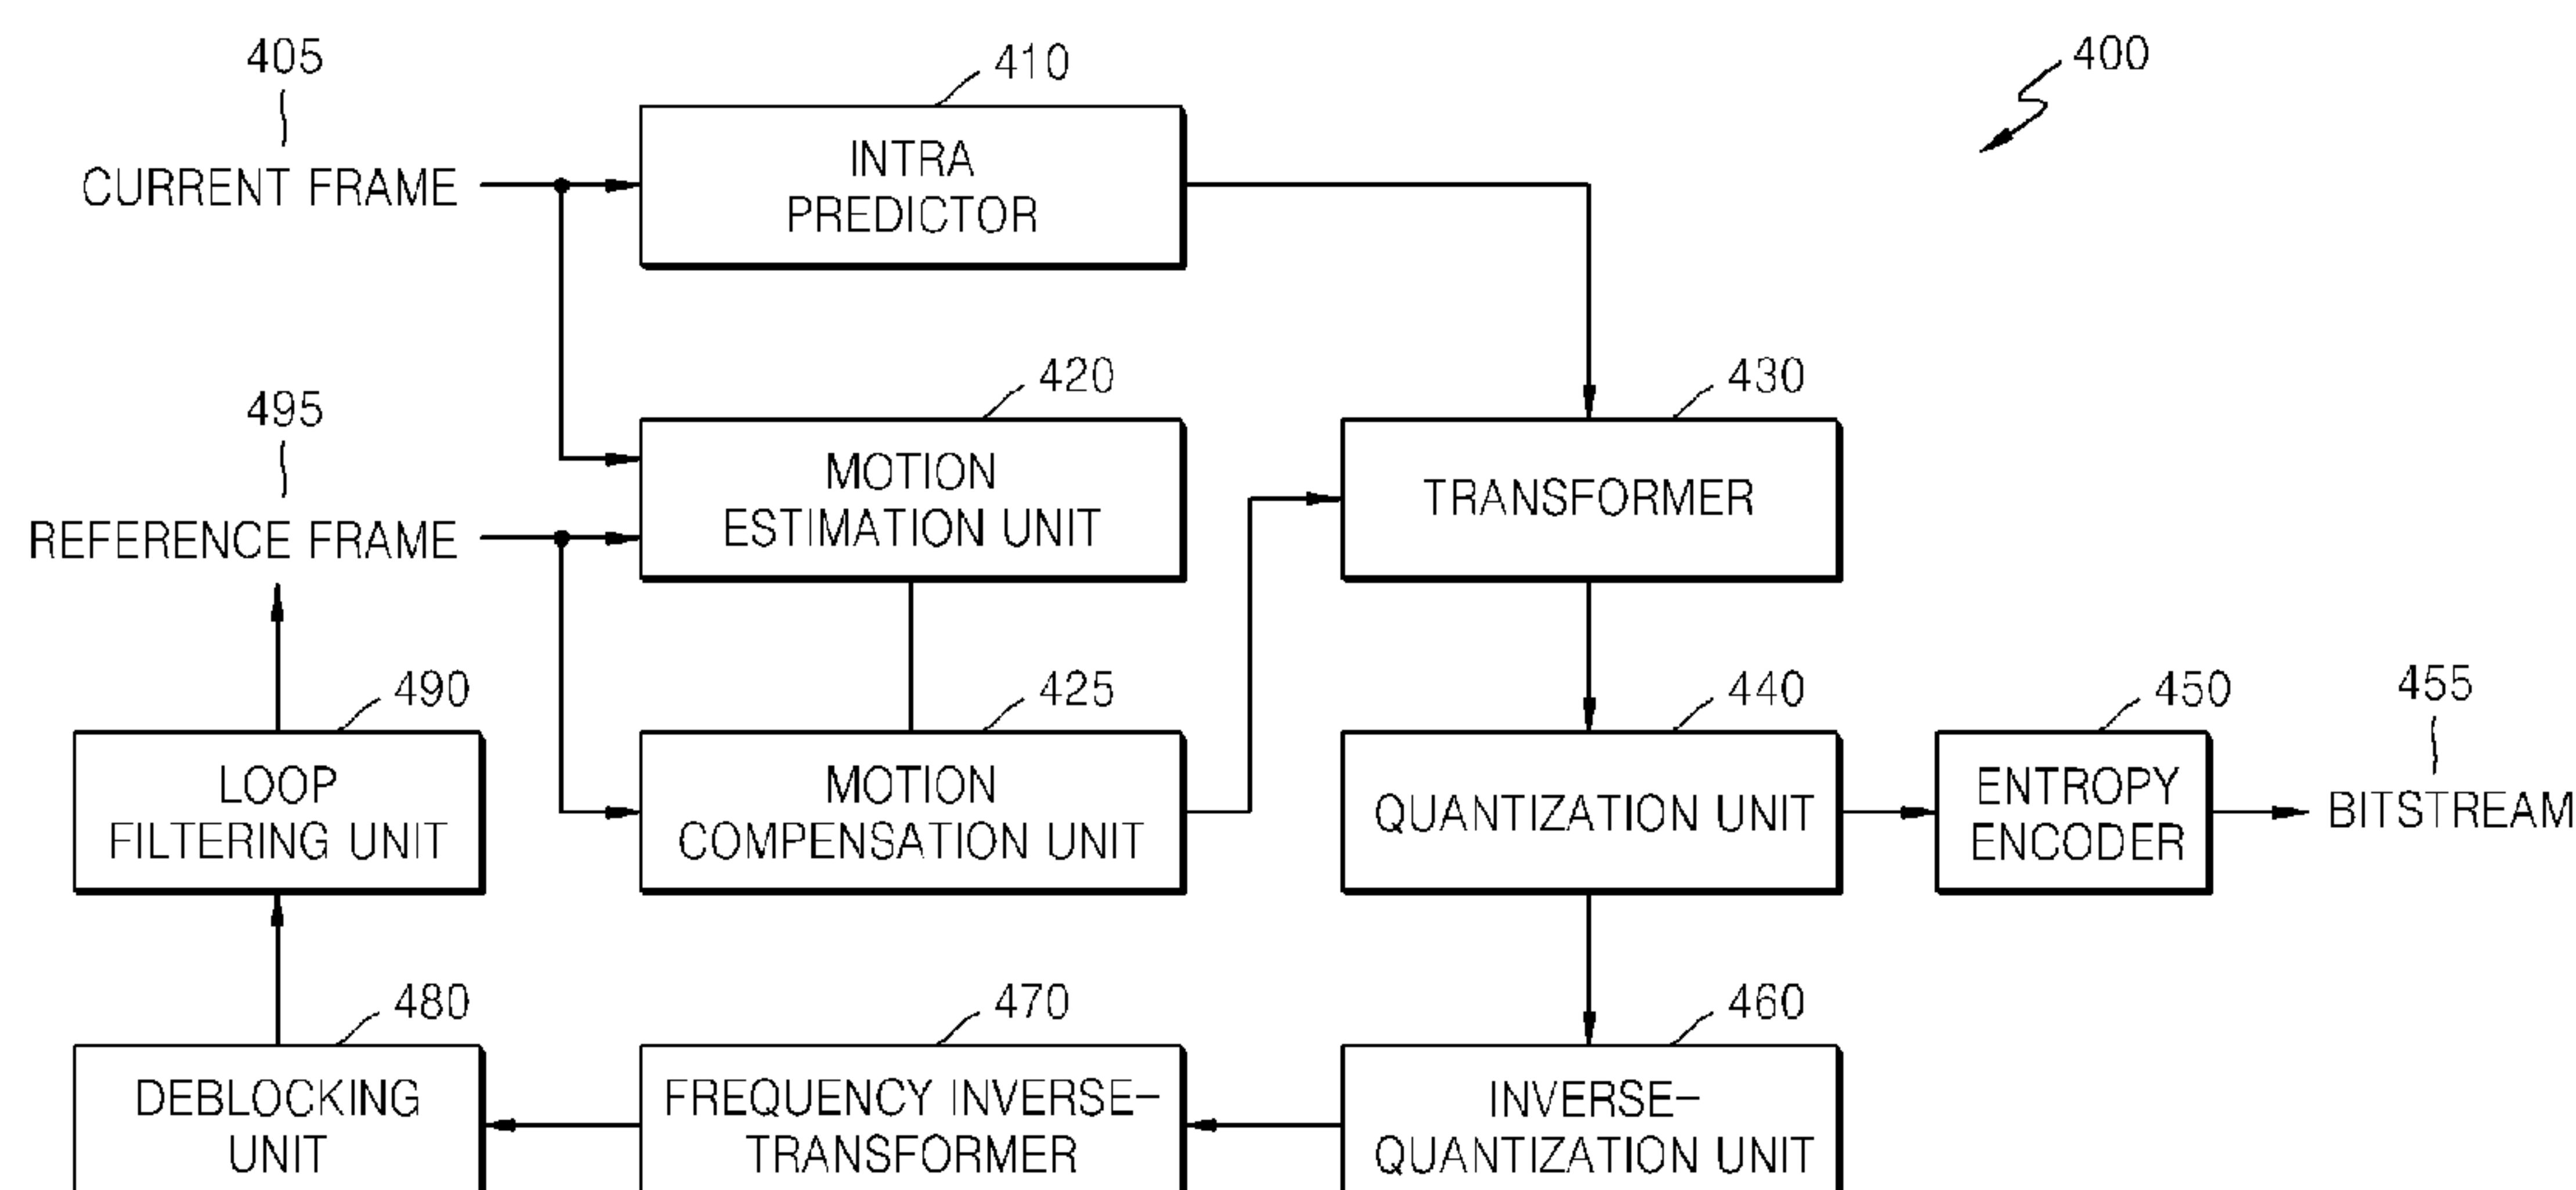 405
410
400
CURRENT FRAME
INTRA
PREDICTOR
495
420
430
REFERENCE FRAME
MOTION
ESTIMATION UNIT
TRANSFORMER
490
425
440
450
455
LOOP
FILTERING UNIT
MOTION
COMPENSATION UNIT
QUANTIZATION UNIT
ENTROPY
ENCODER
BITSTREAM
480
470
460
DEBLOCKING
UNIT
FREQUENCY INVERSE–
TRANSFORMER
INVERSE–
QUANTIZATION UNIT